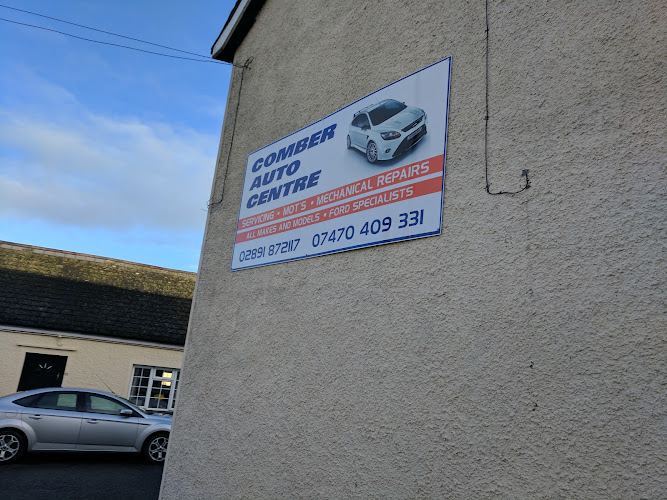 COMBER
AUTO
CENTRE
SERVICING • MOT'S • MECHANICAL REPAIRS
ALL MAKES AND MODELS • FORD SPECIALISTS
02891 872117 07470 409 331